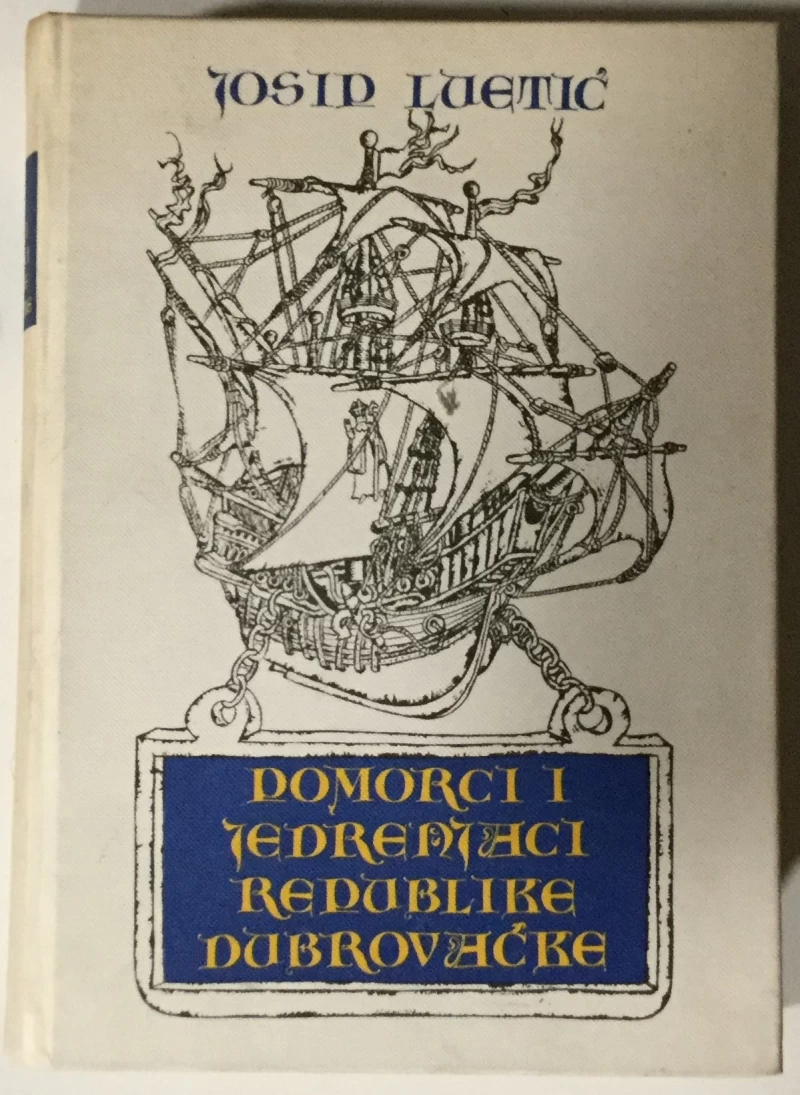 JOSIP LUETIĆ
POMORCI I
JEDRENJACI
REPUBLIKE
DUBROVAČKE